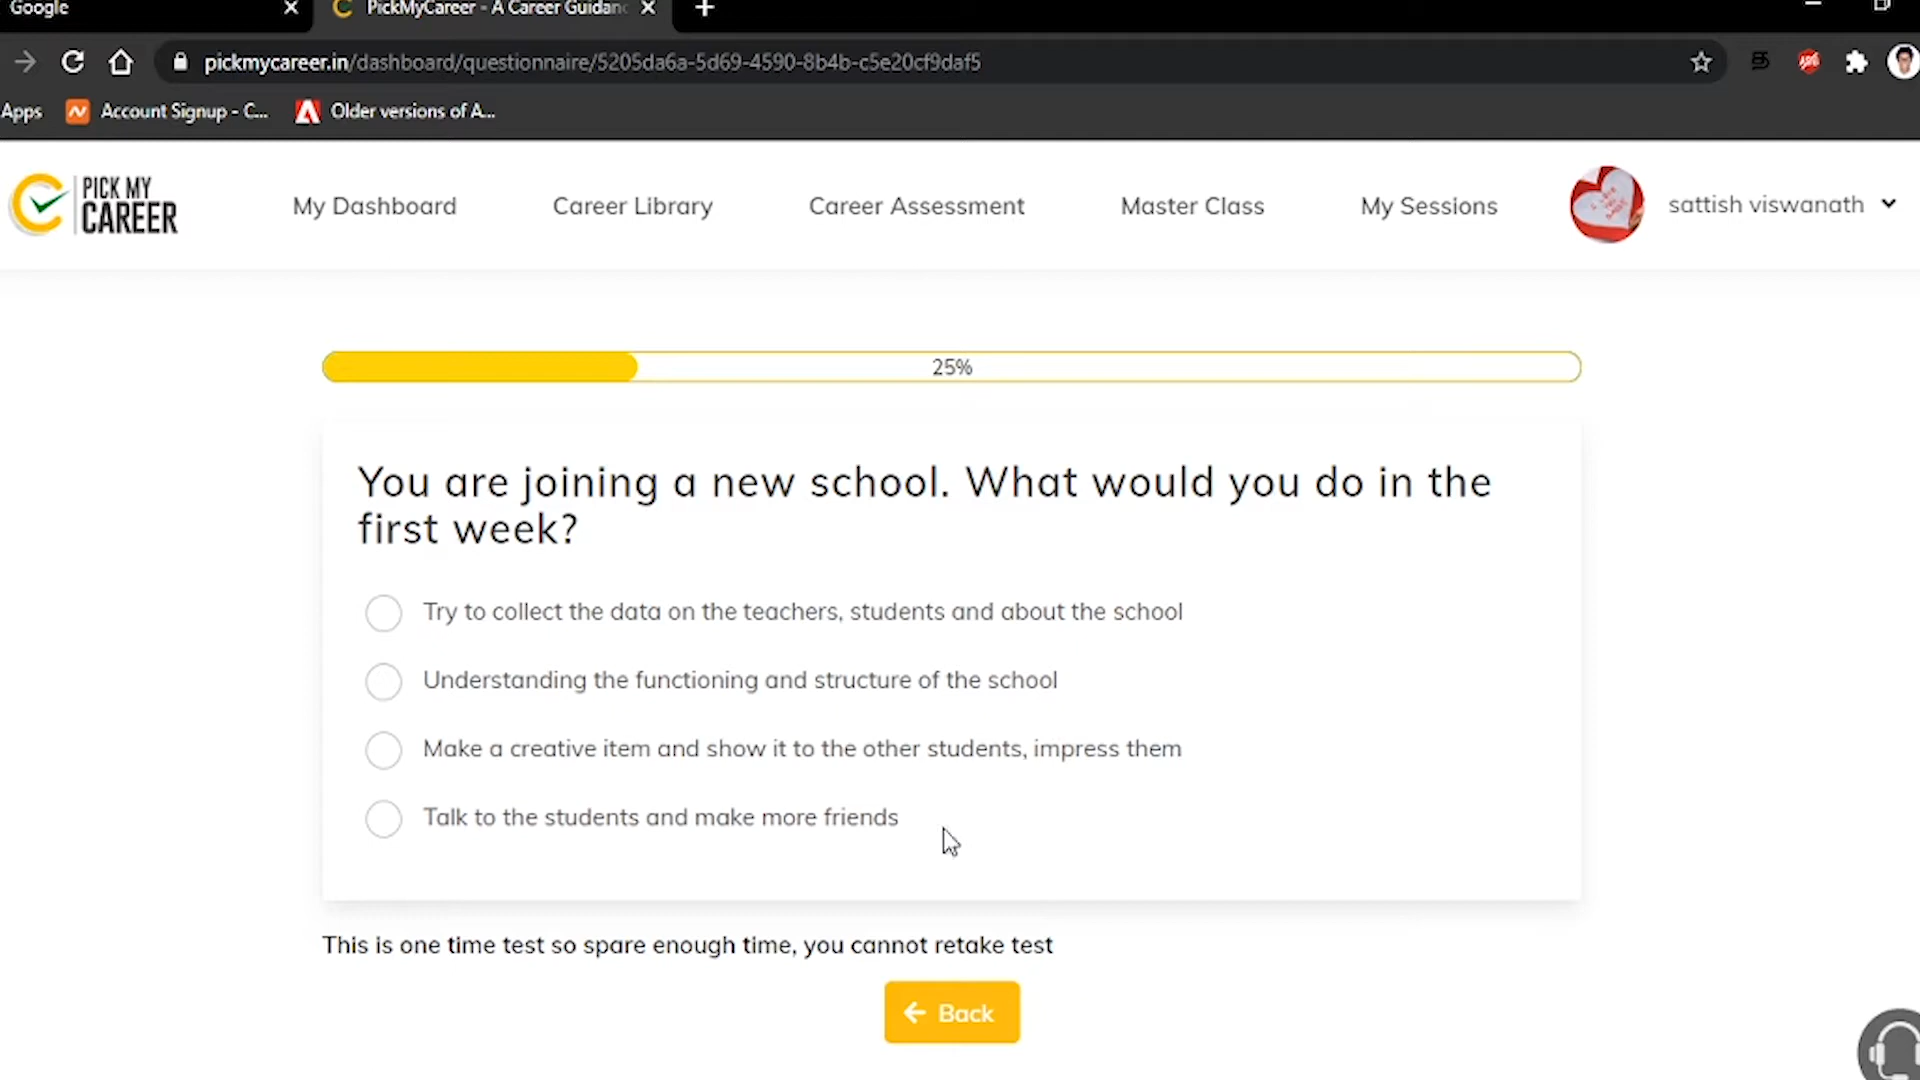 Google
PickMyCareer - A Career Guidanc
pickmycareer.in/dashboard/questionnaire/5205da6a-5d69-4590-8b4b-c5e20cf9daf5
Apps
Account Signup - C...
Older versions of A...
PICK MY
CAREER
My Dashboard
Career Library
Career Assessment
Master Class
My Sessions
sattish viswanath
25%
You are joining a new school. What would you do in the
first week?
Try to collect the data on the teachers, students and about the school
Understanding the functioning and structure of the school
Make a creative item and show it to the other students, impress them
Talk to the students and make more friends
This is one time test so spare enough time, you cannot retake test
Back